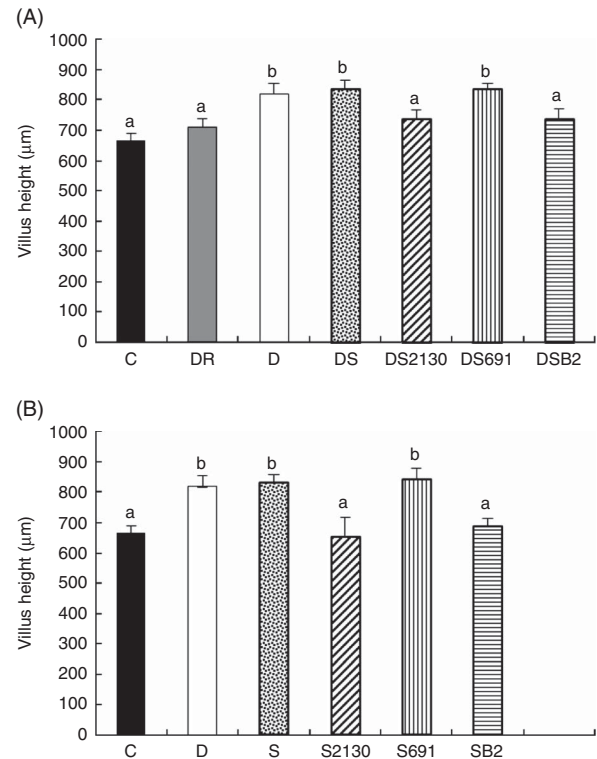 (A)
Villus height (μm)
1000
900
800
700
600
500
400
300
200
100
0
a
a
b
b
a
b
a
C DR D DS DS2130 DS691 DSB2
(B)
Villus height (μm)
1000
900
800
700
600
500
400
300
200
100
0
a
b
b
a
b
a
C D S S2130 S691 SB2